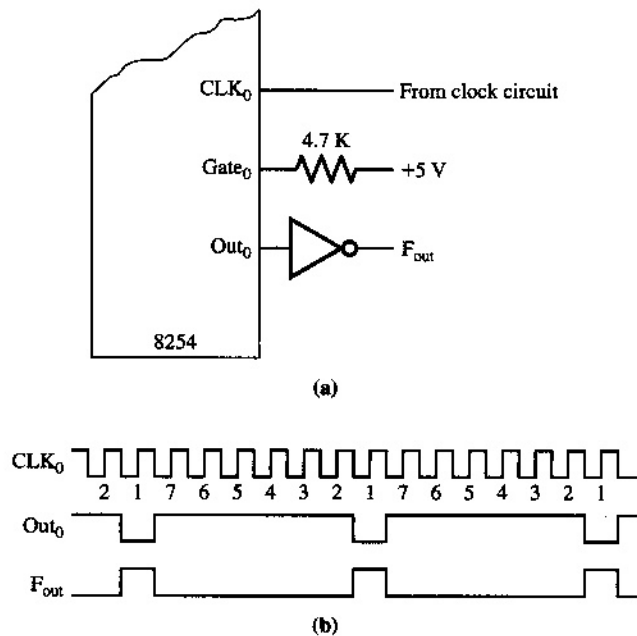 CLK₀
From clock circuit
4.7 K
Gate₀
+5 V
Out₀
Fout
8254
(a)
CLK₀
2 1 7 6 5 4 3 2 1 7 6 5 4 3 2 1
Out₀
Fout
(b)